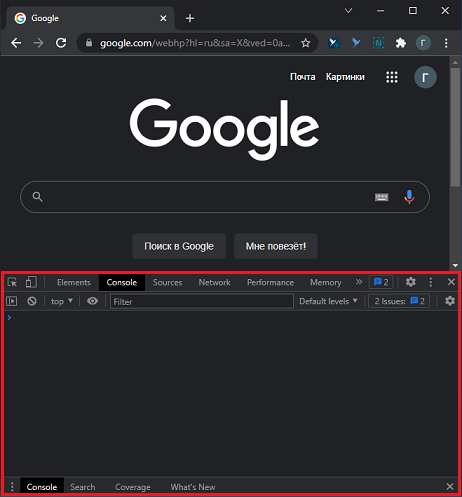 Google
google.com/webhp?hl=ru&sa=X&ved=0a...
Почта Картинки Г
Google
Поиск в Google Мне повезёт!
Elements Console Sources Network Performance Memory 2
top Filter Default levels 2 Issues: 2
Console Search Coverage What's New